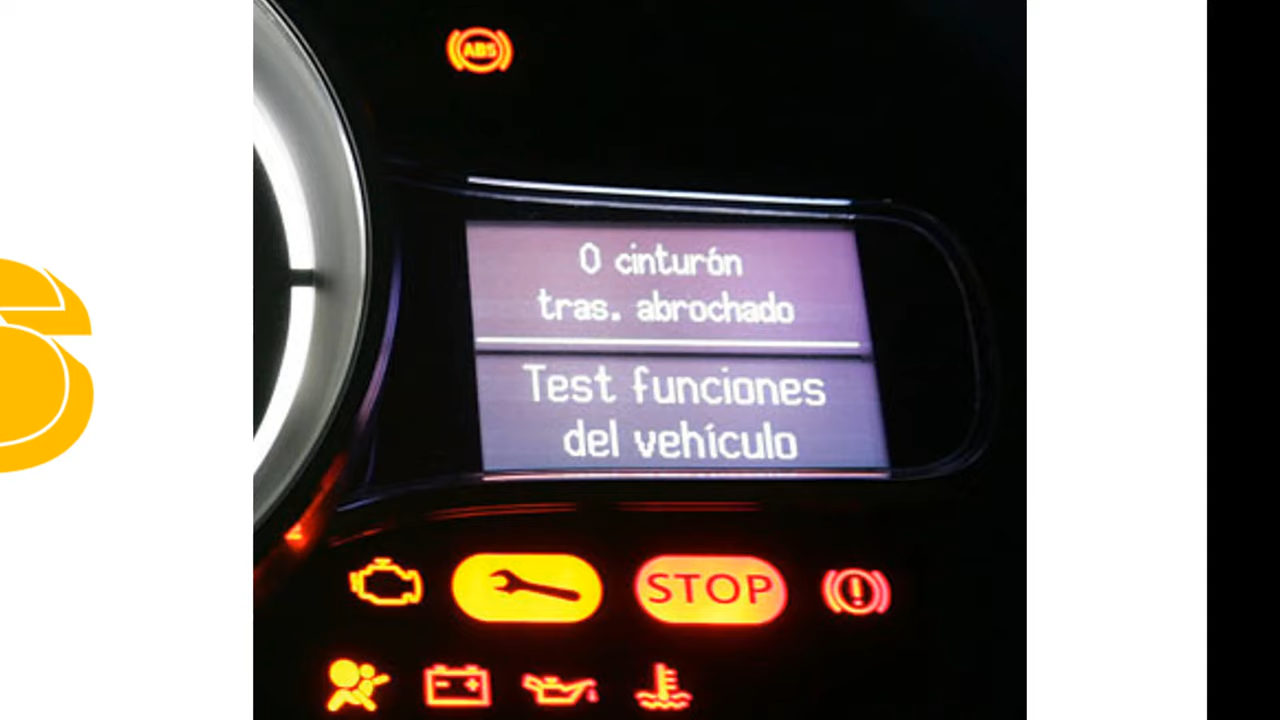 ABS
0 cinturón
tras. abrochado
Test funciones
del vehículo
STOP